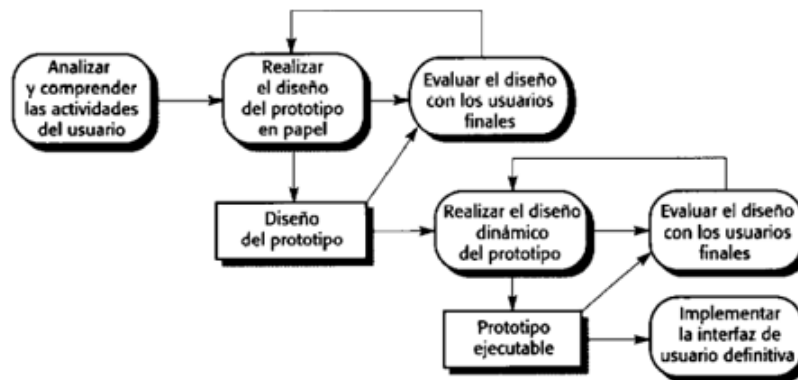 Analizar
y comprender
las actividades
del usuario
Realizar
el diseño
del prototipo
en papel
Evaluar el diseño
con los usuarios
finales
Diseño
del prototipo
Realizar el diseño
dinámico
del prototipo
Evaluar el diseño
con los usuarios
finales
Prototipo
ejecutable
Implementar
la interfaz de
usuario definitiva